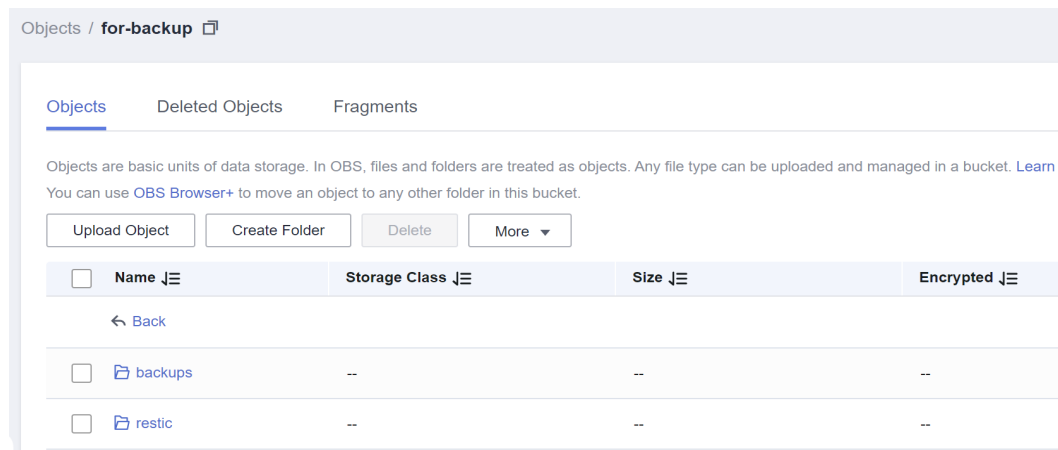 Objects / for-backup
Objects Deleted Objects Fragments
Objects are basic units of data storage. In OBS, files and folders are treated as objects. Any file type can be uploaded and managed in a bucket. Learn
You can use OBS Browser+ to move an object to any other folder in this bucket.
Upload Object Create Folder Delete More
Name Storage Class Size Encrypted
Back
backups -- -- --
restic -- -- --